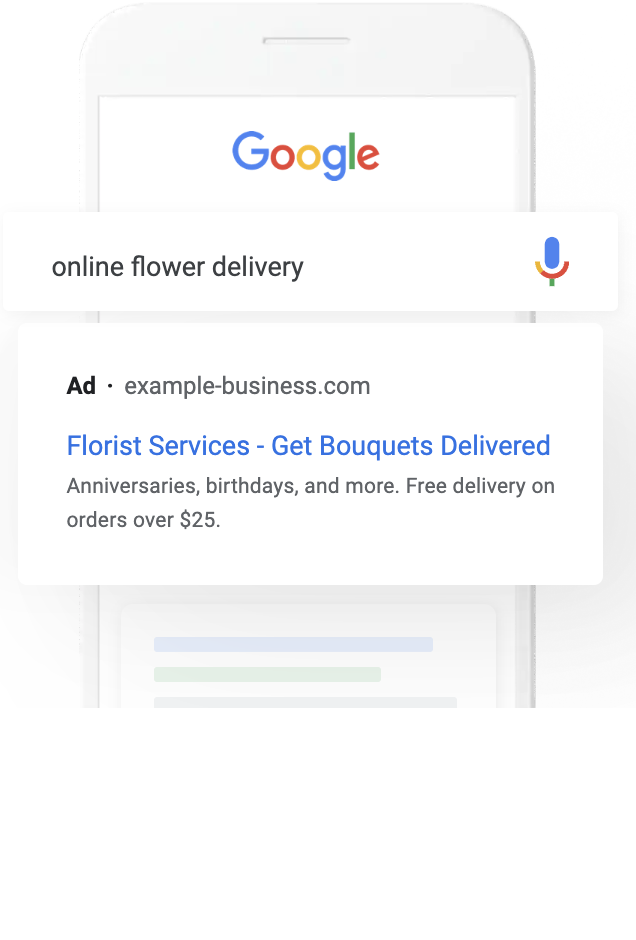 Google
online flower delivery
Ad · example-business.com
Florist Services - Get Bouquets Delivered
Anniversaries, birthdays, and more. Free delivery on
orders over $25.